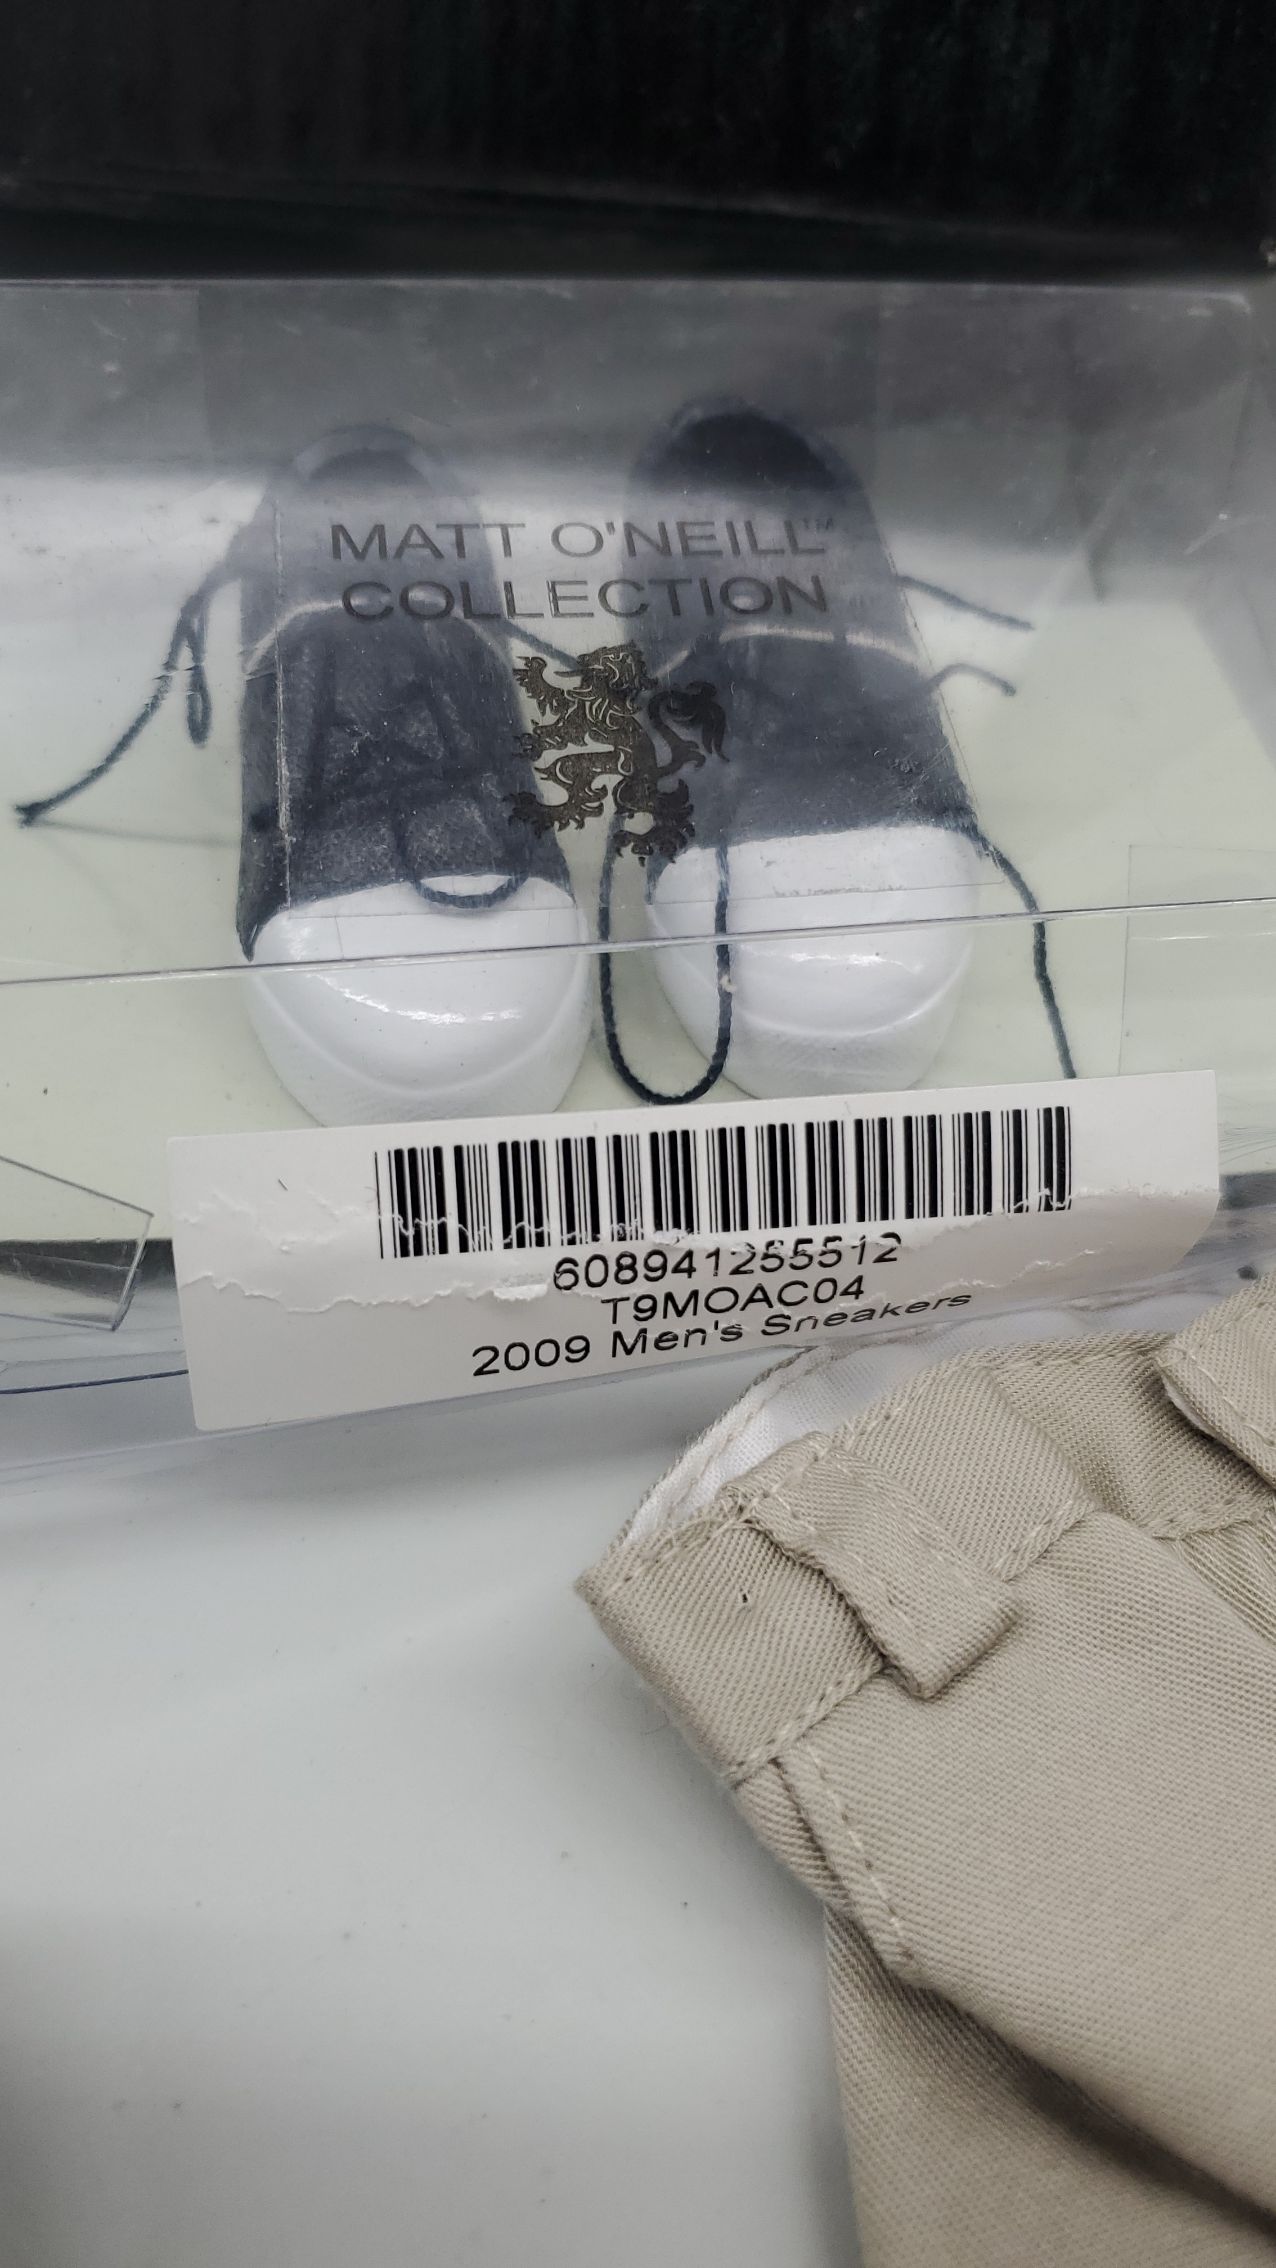 MATT O'NEILL™
COLLECTION
608941255512
T9MOAC04
2009 Men's Sneakers